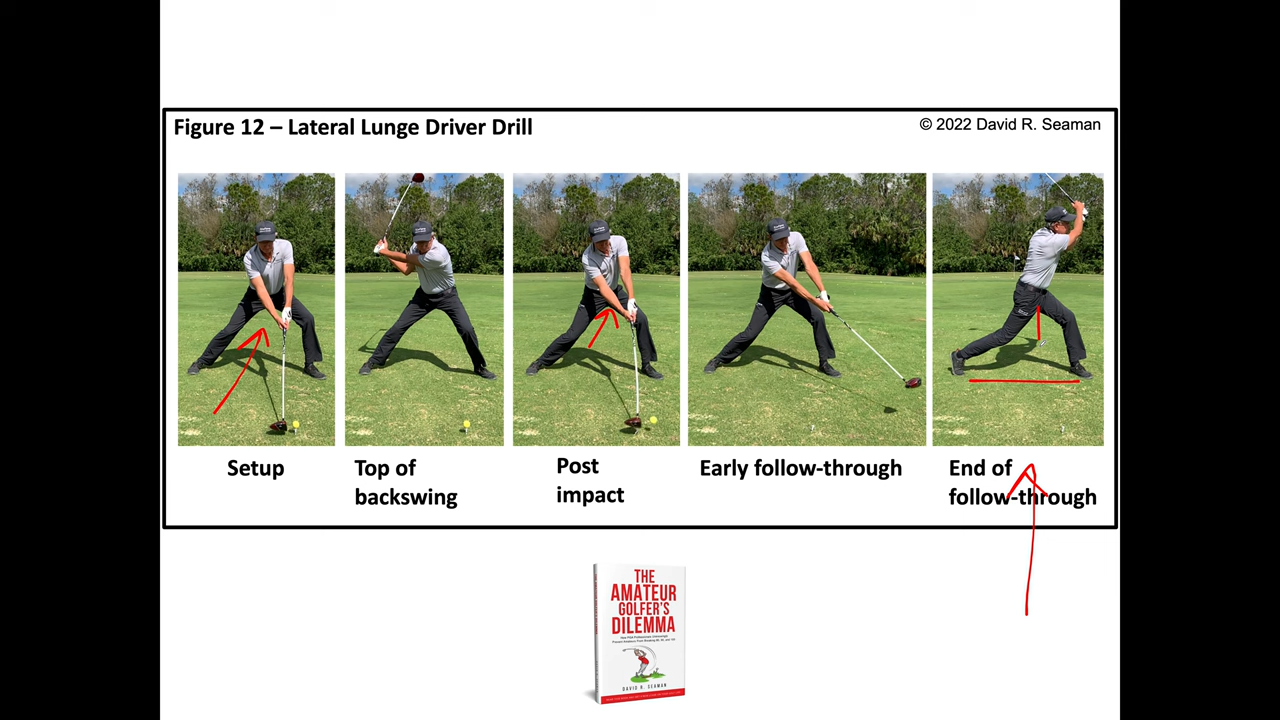 Figure 12 – Lateral Lunge Driver Drill
© 2022 David R. Seaman
Setup
Top of
backswing
Post
impact
Early follow-through
End of
follow-through
THE
AMATEUR
GOLFER'S
DILEMMA
DAVID R. SEAMAN